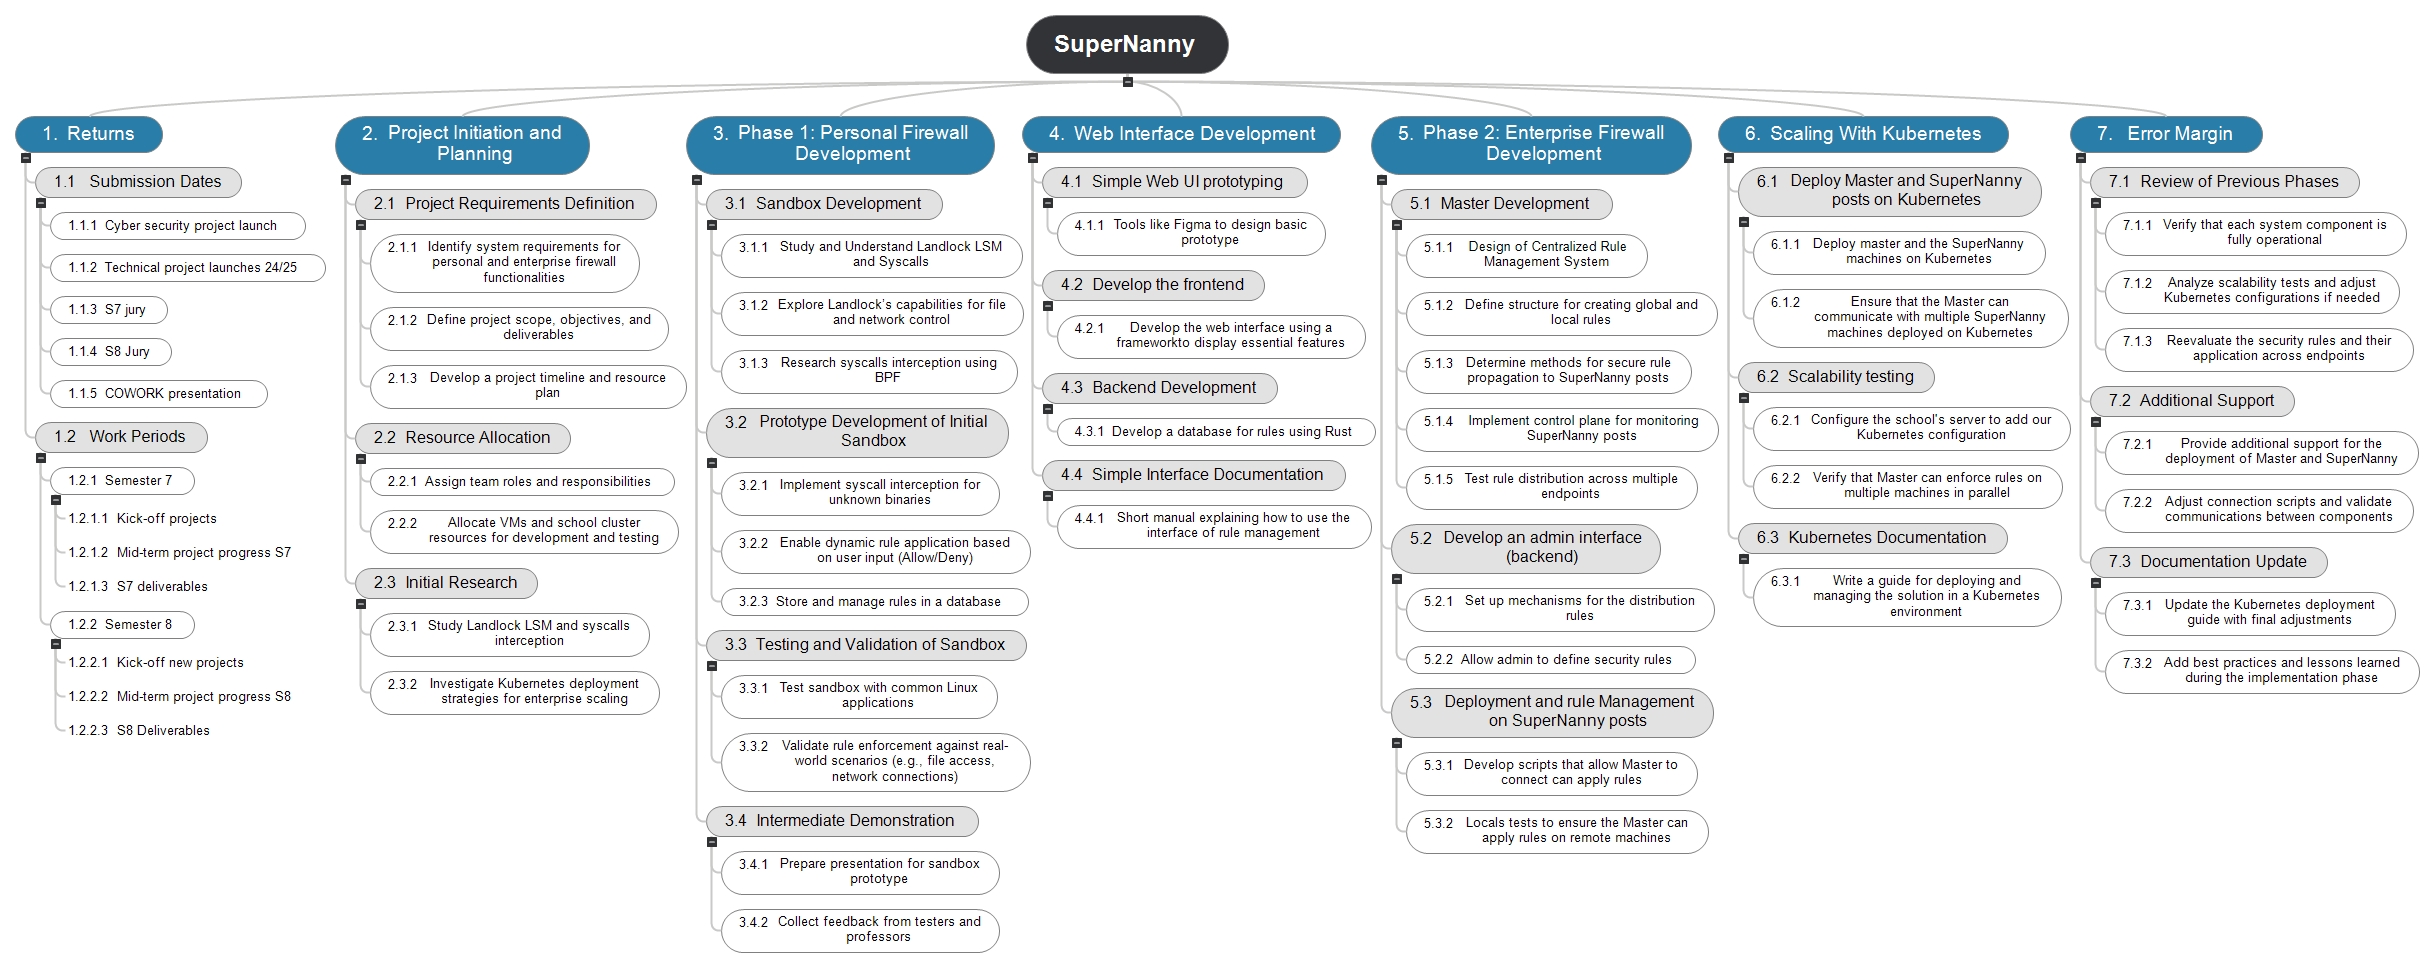 SuperNanny
1. Returns
1.1 Submission Dates
1.1.1 Cyber security project launch
1.1.2 Technical project launches 24/25
1.1.3 S7 jury
1.1.4 S8 Jury
1.1.5 COWORK presentation
1.2 Work Periods
1.2.1 Semester 7
1.2.1.1 Kick-off projects
1.2.1.2 Mid-term project progress S7
1.2.1.3 S7 deliverables
1.2.2 Semester 8
1.2.2.1 Kick-off new projects
1.2.2.2 Mid-term project progress S8
1.2.2.3 S8 Deliverables
2. Project Initiation and
Planning
2.1 Project Requirements Definition
2.1.1 Identify system requirements for
personal and enterprise firewall
functionalities
2.1.2 Define project scope, objectives, and
deliverables
2.1.3 Develop a project timeline and resource
plan
2.2 Resource Allocation
2.2.1 Assign team roles and responsibilities
2.2.2 Allocate VMs and school cluster
resources for development and testing
2.3 Initial Research
2.3.1 Study Landlock LSM and syscalls
interception
2.3.2 Investigate Kubernetes deployment
strategies for enterprise scaling
3. Phase 1: Personal Firewall
Development
3.1 Sandbox Development
3.1.1 Study and Understand Landlock LSM
and Syscalls
3.1.2 Explore Landlock's capabilities for file
and network control
3.1.3 Research syscalls interception using
BPF
3.2 Prototype Development of Initial
Sandbox
3.2.1 Implement syscall interception for
unknown binaries
3.2.2 Enable dynamic rule application based
on user input (Allow/Deny)
3.2.3 Store and manage rules in a database
3.3 Testing and Validation of Sandbox
3.3.1 Test sandbox with common Linux
applications
3.3.2 Validate rule enforcement against real-
world scenarios (e.g., file access,
network connections)
3.4 Intermediate Demonstration
3.4.1 Prepare presentation for sandbox
prototype
3.4.2 Collect feedback from testers and
professors
4. Web Interface Development
4.1 Simple Web UI prototyping
4.1.1 Tools like Figma to design basic
prototype
4.2 Develop the frontend
4.2.1 Develop the web interface using a
frameworkto display essential features
4.3 Backend Development
4.3.1 Develop a database for rules using Rust
4.4 Simple Interface Documentation
4.4.1 Short manual explaining how to use the
interface of rule management
5. Phase 2: Enterprise Firewall
Development
5.1 Master Development
5.1.1 Design of Centralized Rule
Management System
5.1.2 Define structure for creating global and
local rules
5.1.3 Determine methods for secure rule
propagation to SuperNanny posts
5.1.4 Implement control plane for monitoring
SuperNanny posts
5.1.5 Test rule distribution across multiple
endpoints
5.2 Develop an admin interface
(backend)
5.2.1 Set up mechanisms for the distribution
rules
5.2.2 Allow admin to define security rules
5.3 Deployment and rule Management
on SuperNanny posts
5.3.1 Develop scripts that allow Master to
connect can apply rules
5.3.2 Locals tests to ensure the Master can
apply rules on remote machines
6. Scaling With Kubernetes
6.1 Deploy Master and SuperNanny
posts on Kubernetes
6.1.1 Deploy master and the SuperNanny
machines on Kubernetes
6.1.2 Ensure that the Master can
communicate with multiple SuperNanny
machines deployed on Kubernetes
6.2 Scalability testing
6.2.1 Configure the school's server to add our
Kubernetes configuration
6.2.2 Verify that Master can enforce rules on
multiple machines in parallel
6.3 Kubernetes Documentation
6.3.1 Write a guide for deploying and
managing the solution in a Kubernetes
environment
7. Error Margin
7.1 Review of Previous Phases
7.1.1 Verify that each system component is
fully operational
7.1.2 Analyze scalability tests and adjust
Kubernetes configurations if needed
7.1.3 Reevaluate the security rules and their
application across endpoints
7.2 Additional Support
7.2.1 Provide additional support for the
deployment of Master and SuperNanny
7.2.2 Adjust connection scripts and validate
communications between components
7.3 Documentation Update
7.3.1 Update the Kubernetes deployment
guide with final adjustments
7.3.2 Add best practices and lessons learned
during the implementation phase